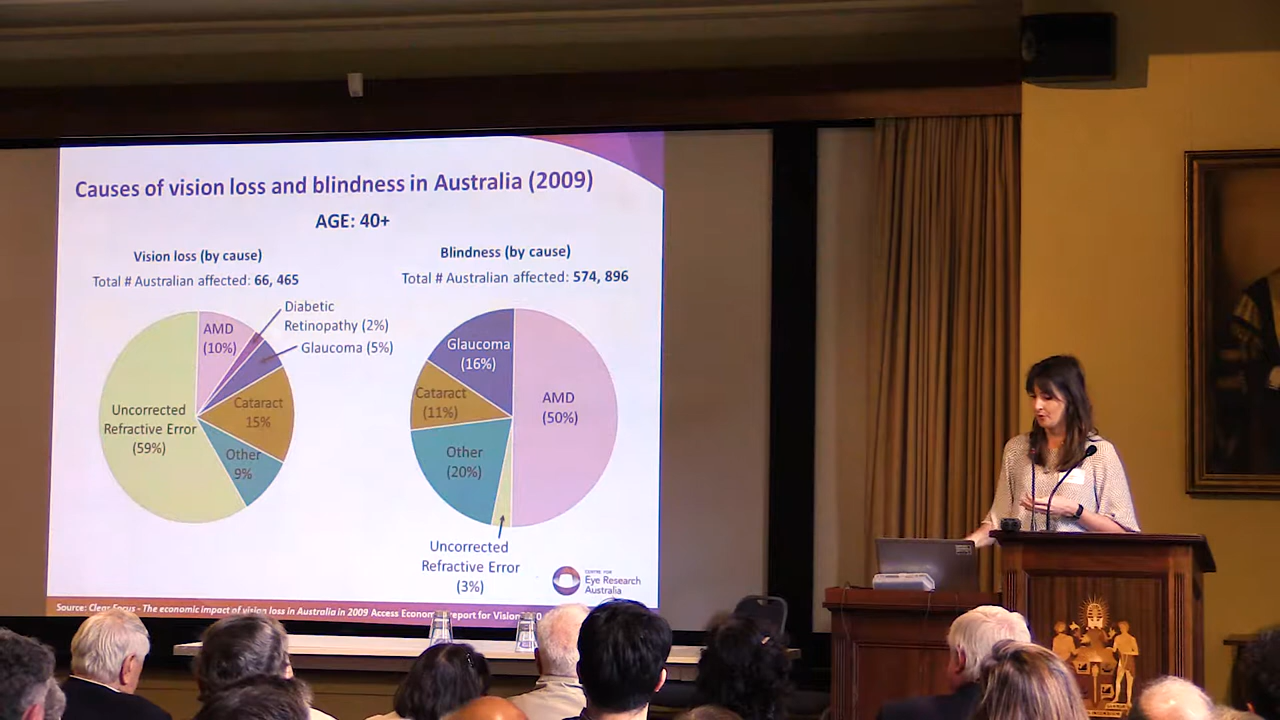 Causes of vision loss and blindness in Australia (2009)
AGE: 40+
Vision loss (by cause)
Total # Australian affected: 66, 465
Diabetic
Retinopathy (2%)
AMD
(10%)
Glaucoma (5%)
Cataract
15%
Uncorrected
Refractive Error
(59%)
Other
9%
Blindness (by cause)
Total # Australian affected: 574, 896
Glaucoma
(16%)
AMD
(50%)
Cataract
(11%)
Other
(20%)
Uncorrected
Refractive Error
(3%)
CENTRE FOR
Eye Research
Australia
Source: Clear Focus - The economic impact of vision loss in Australia in 2009 Access Econom report for Vision